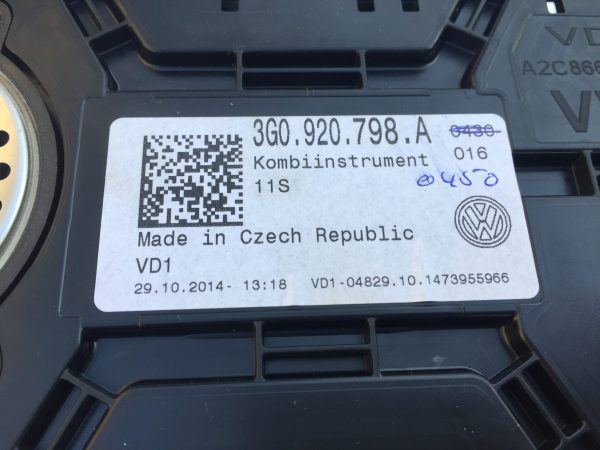 VD
A2C866
3G0.920.798.A 0430
Kombiinstrument 016
11S 0450
Made in Czech Republic
VD1
29.10.2014- 13:18 VD1-04829.10.1473955966